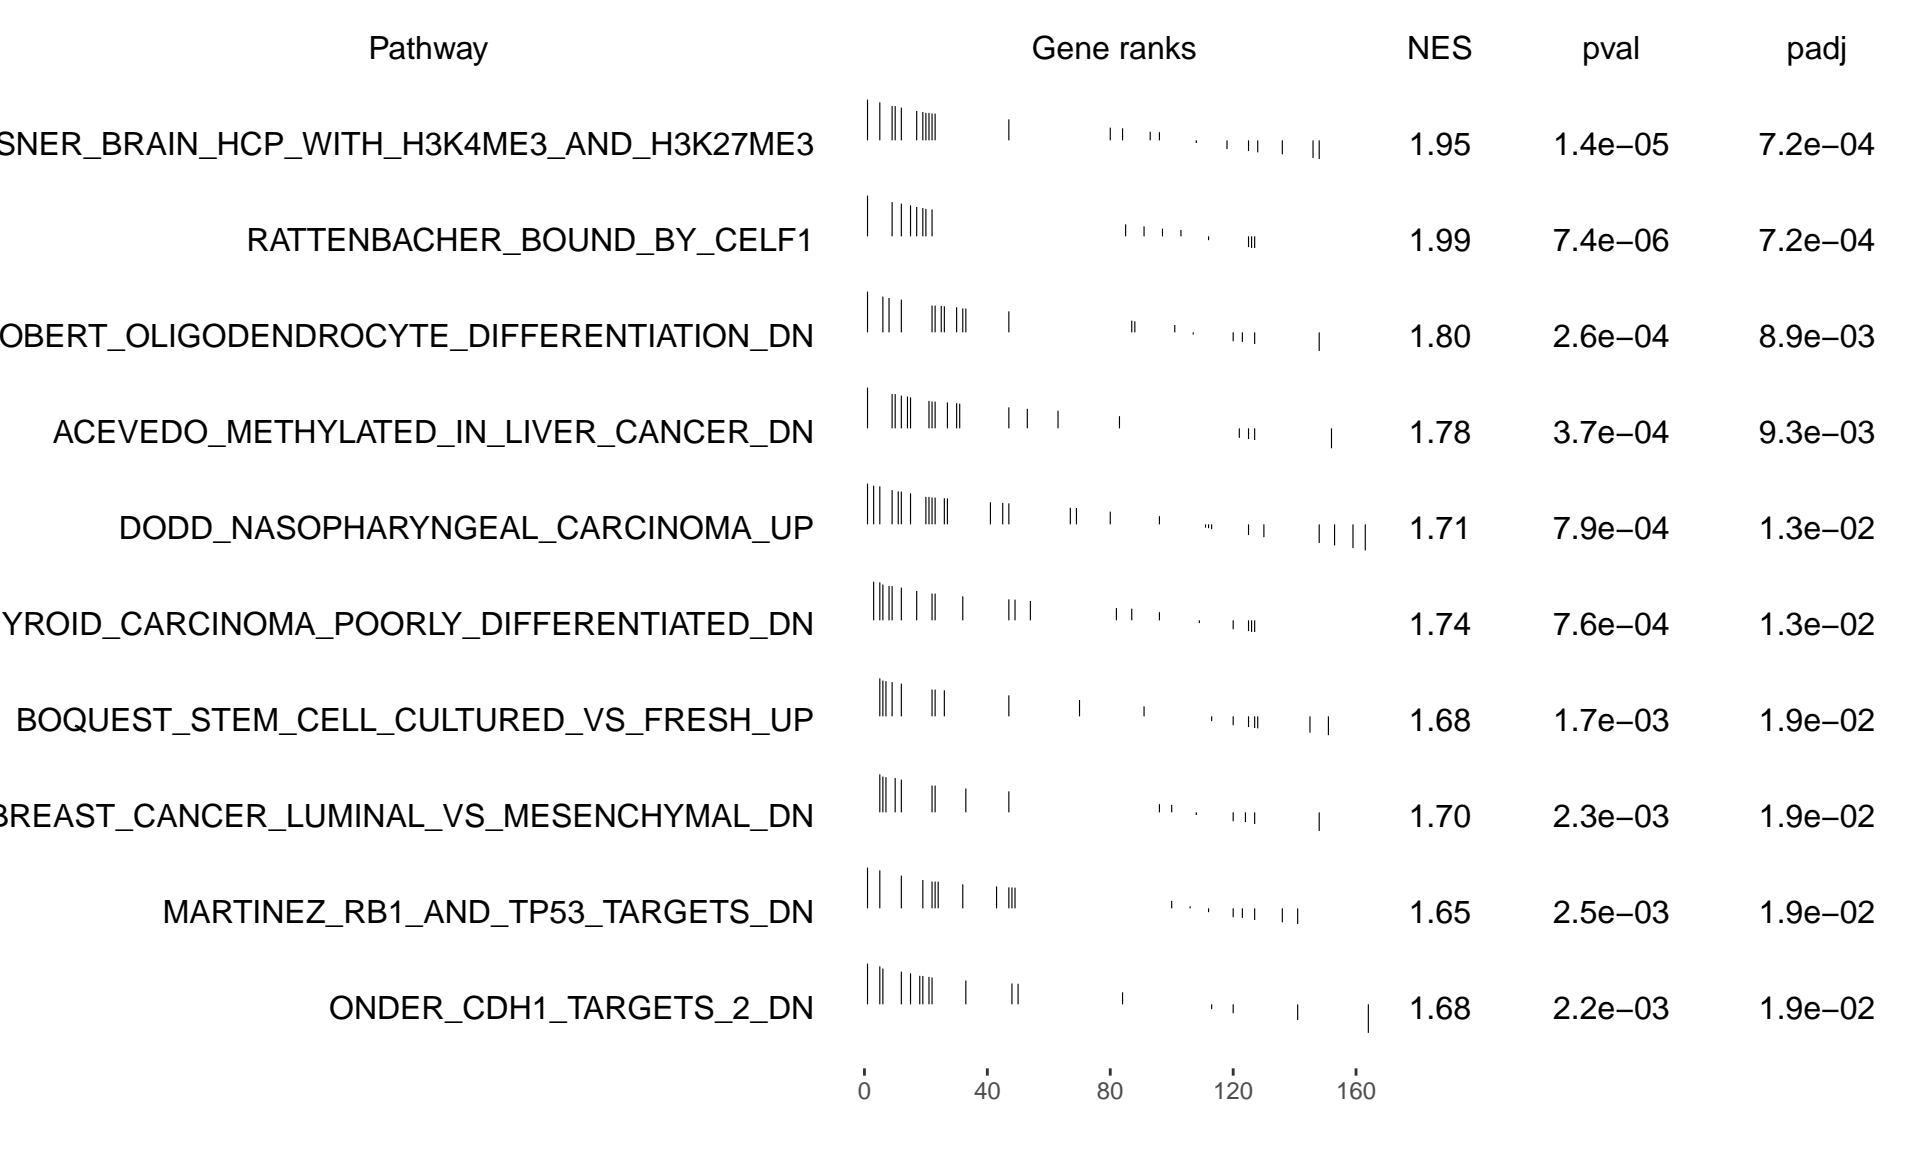 Pathway Gene ranks NES pval padj
SNER_BRAIN_HCP_WITH_H3K4ME3_AND_H3K27ME3 1.95 1.4e−05 7.2e−04
RATTENBACHER_BOUND_BY_CELF1 1.99 7.4e−06 7.2e−04
OBERT_OLIGODENDROCYTE_DIFFERENTIATION_DN 1.80 2.6e−04 8.9e−03
ACEVEDO_METHYLATED_IN_LIVER_CANCER_DN 1.78 3.7e−04 9.3e−03
DODD_NASOPHARYNGEAL_CARCINOMA_UP 1.71 7.9e−04 1.3e−02
YROID_CARCINOMA_POORLY_DIFFERENTIATED_DN 1.74 7.6e−04 1.3e−02
BOQUEST_STEM_CELL_CULTURED_VS_FRESH_UP 1.68 1.7e−03 1.9e−02
BREAST_CANCER_LUMINAL_VS_MESENCHYMAL_DN 1.70 2.3e−03 1.9e−02
MARTINEZ_RB1_AND_TP53_TARGETS_DN 1.65 2.5e−03 1.9e−02
ONDER_CDH1_TARGETS_2_DN 1.68 2.2e−03 1.9e−02
0 40 80 120 160